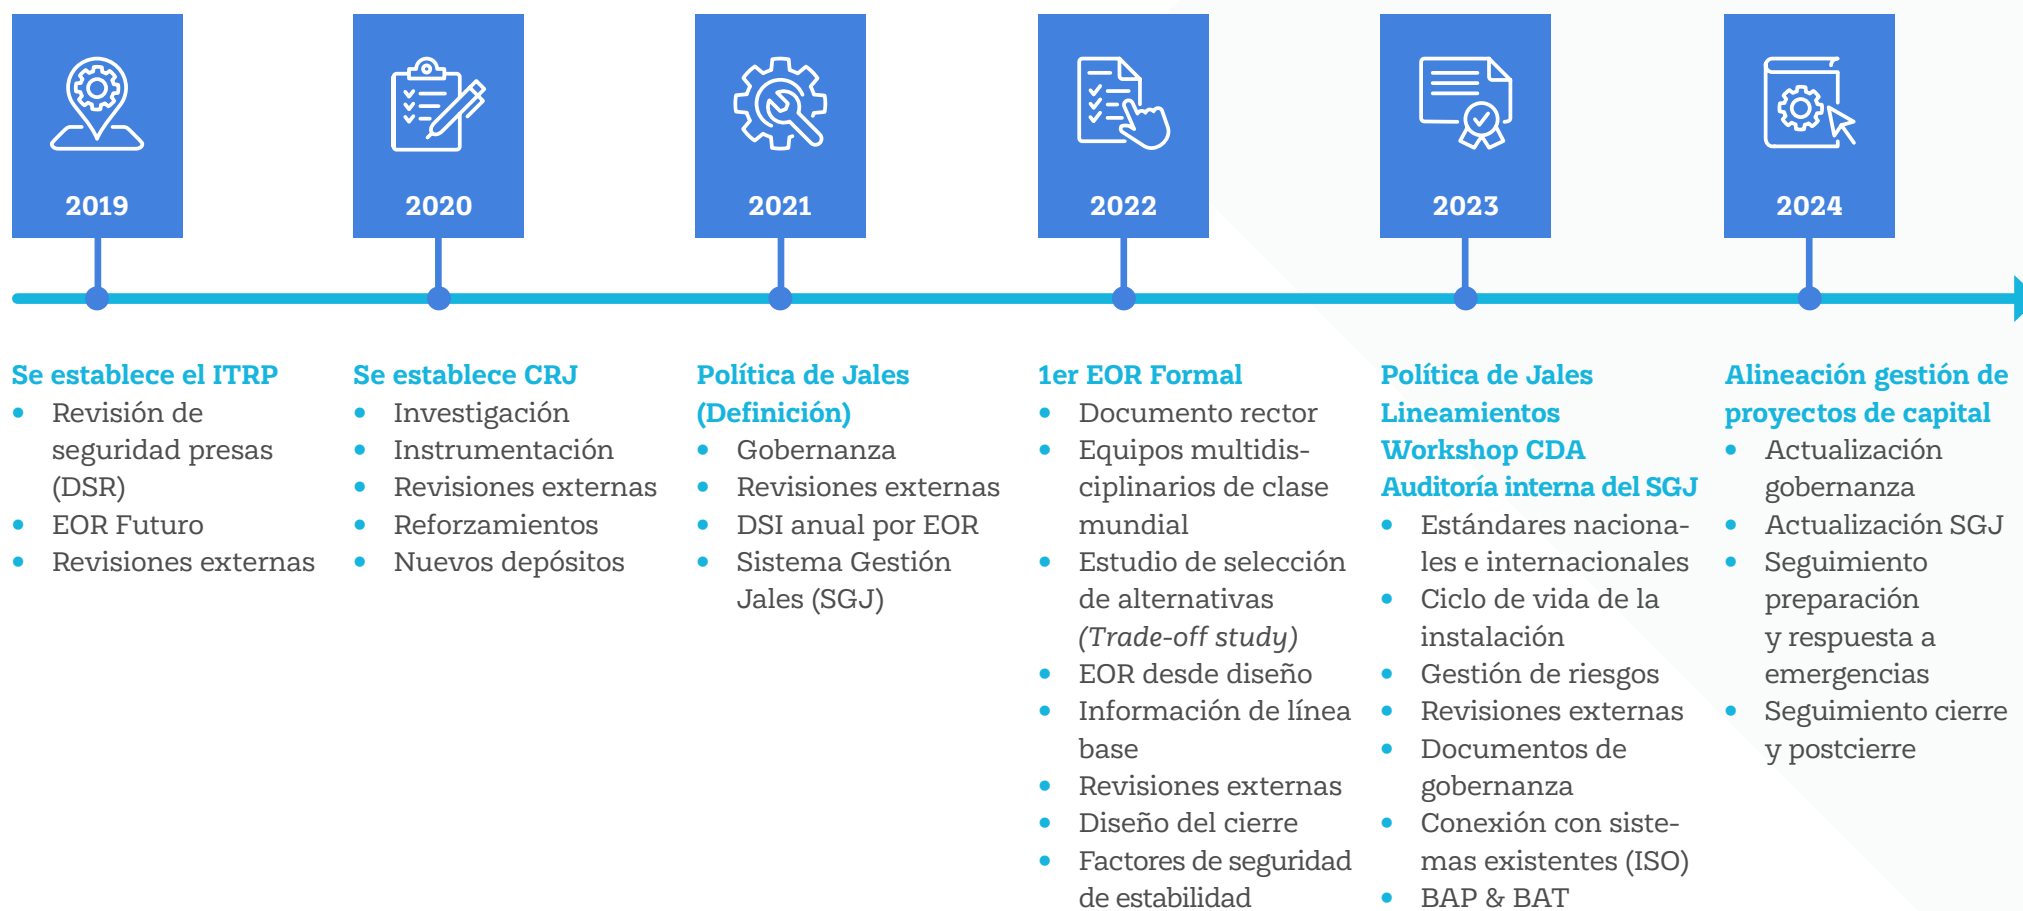 2019
2020
2021
2022
2023
2024
Se establece el ITRP
• Revisión de
seguridad presas
(DSR)
• EOR Futuro
• Revisiones externas
Se establece CRJ
• Investigación
• Instrumentación
• Revisiones externas
• Reforzamientos
• Nuevos depósitos
Política de Jales
(Definición)
• Gobernanza
• Revisiones externas
• DSI anual por EOR
• Sistema Gestión
Jales (SGJ)
1er EOR Formal
• Documento rector
• Equipos multidis-
ciplinarios de clase
mundial
• Estudio de selección
de alternativas
(Trade-off study)
• EOR desde diseño
• Información de línea
base
• Revisiones externas
• Diseño del cierre
• Factores de seguridad
de estabilidad
Política de Jales
Lineamientos
Workshop CDA
Auditoría interna del SGJ
• Estándares naciona-
les e internacionales
• Ciclo de vida de la
instalación
• Gestión de riesgos
• Revisiones externas
• Documentos de
gobernanza
• Conexión con siste-
mas existentes (ISO)
• BAP & BAT
Alineación gestión de
proyectos de capital
• Actualización
gobernanza
• Actualización SGJ
• Seguimiento
preparación
y respuesta a
emergencias
• Seguimiento cierre
y postcierre